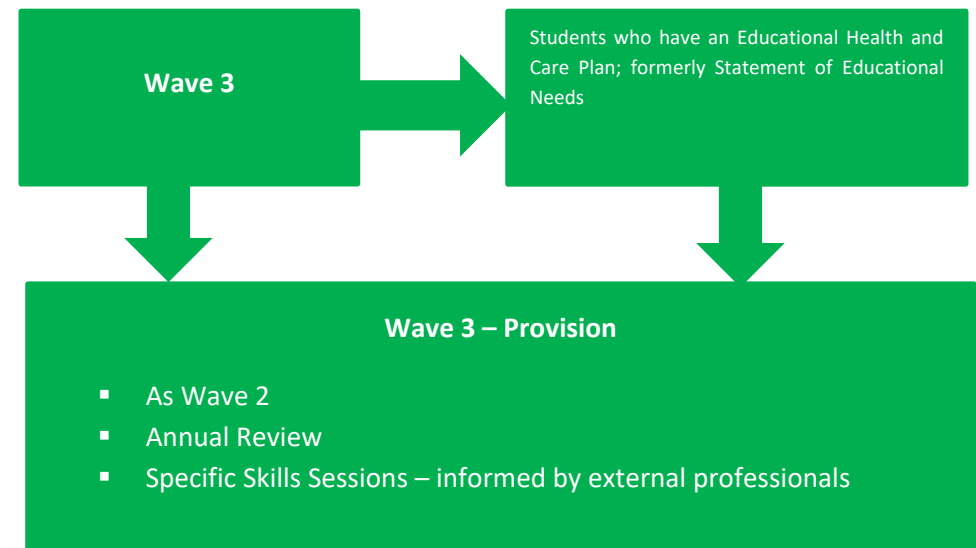 Wave 3
Students who have an Educational Health and
Care Plan; formerly Statement of Educational
Needs
Wave 3 – Provision
▪ As Wave 2
▪ Annual Review
▪ Specific Skills Sessions – informed by external professionals